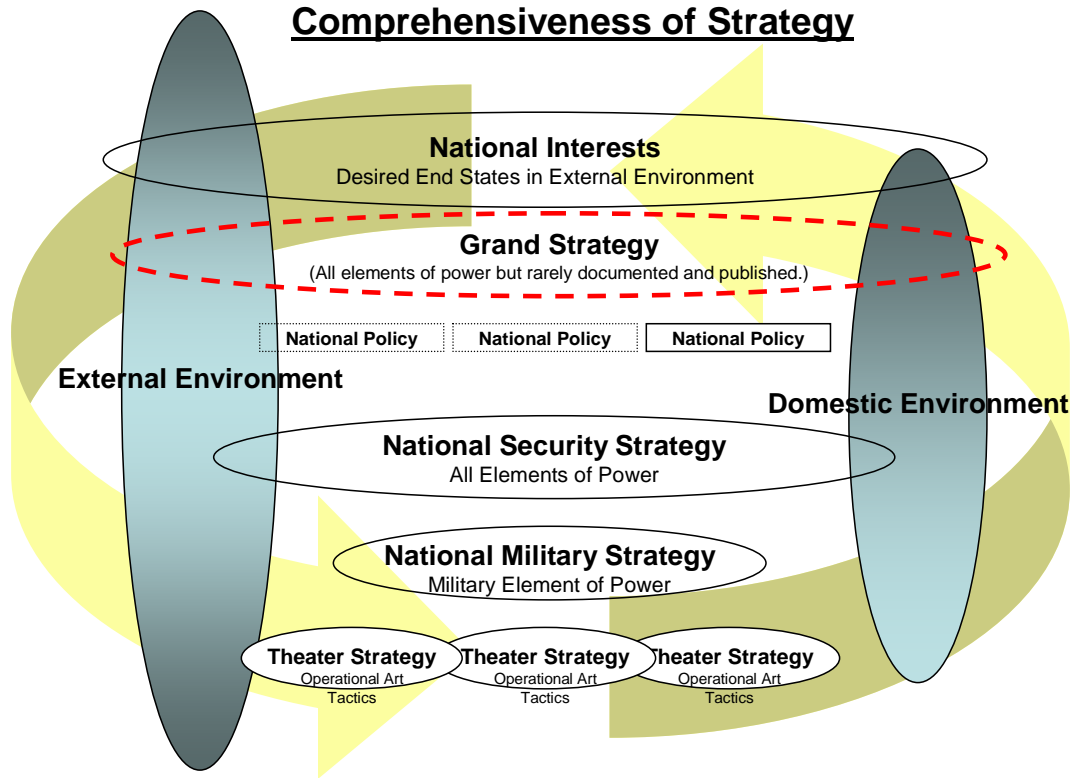 Comprehensiveness of Strategy
National Interests
Desired End States in External Environment
Grand Strategy
(All elements of power but rarely documented and published.)
National Policy
National Policy
National Policy
External Environment
Domestic Environment
National Security Strategy
All Elements of Power
National Military Strategy
Military Element of Power
Theater Strategy
Operational Art
Tactics
Theater Strategy
Operational Art
Tactics
Theater Strategy
Operational Art
Tactics